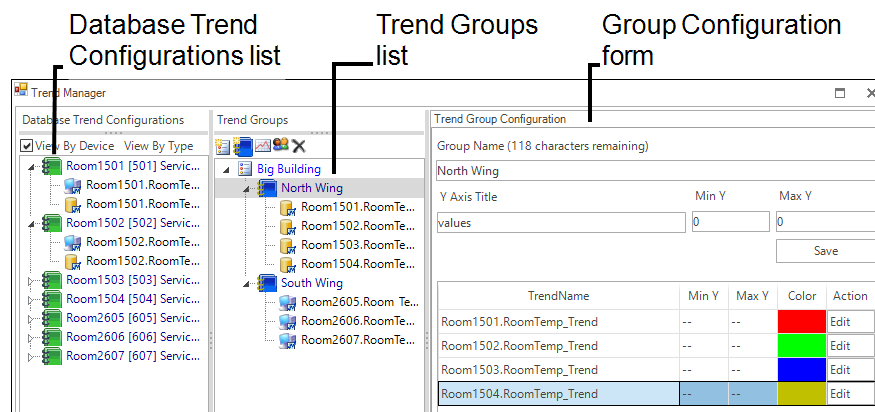 Database Trend
Configurations list
Trend Groups
list
Group Configuration
form
Trend Manager
Database Trend Configurations
View By Device View By Type
Room1501 [501] Servic...
Room1501.RoomTe...
Room1501.RoomTe...
Room1502 [502] Servic...
Room1502.RoomTe...
Room1502.RoomTe...
Room1503 [503] Servic...
Room1504 [504] Servic...
Room2605 [605] Servic...
Room2606 [606] Servic...
Room2607 [607] Servic...
Trend Groups
Big Building
North Wing
Room1501.RoomTe...
Room1502.RoomTe...
Room1503.RoomTe...
Room1504.RoomTe...
South Wing
Room2605.Room Te...
Room2606.RoomTe...
Room2607.RoomTe...
Trend Group Configuration
Group Name (118 characters remaining)
North Wing
Y Axis Title Min Y Max Y
values 0 0
Save
TrendName Min Y Max Y Color Action
Room1501.RoomTemp_Trend -- -- Edit
Room1502.RoomTemp_Trend -- -- Edit
Room1503.RoomTemp_Trend -- -- Edit
Room1504.RoomTemp_Trend -- -- Edit